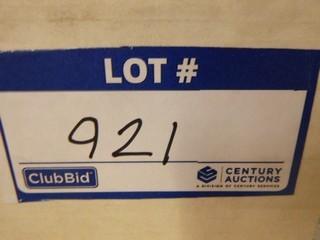 LOT #
921
ClubBid
CENTURY
AUCTIONS
A DIVISION OF CENTURY SERVICES